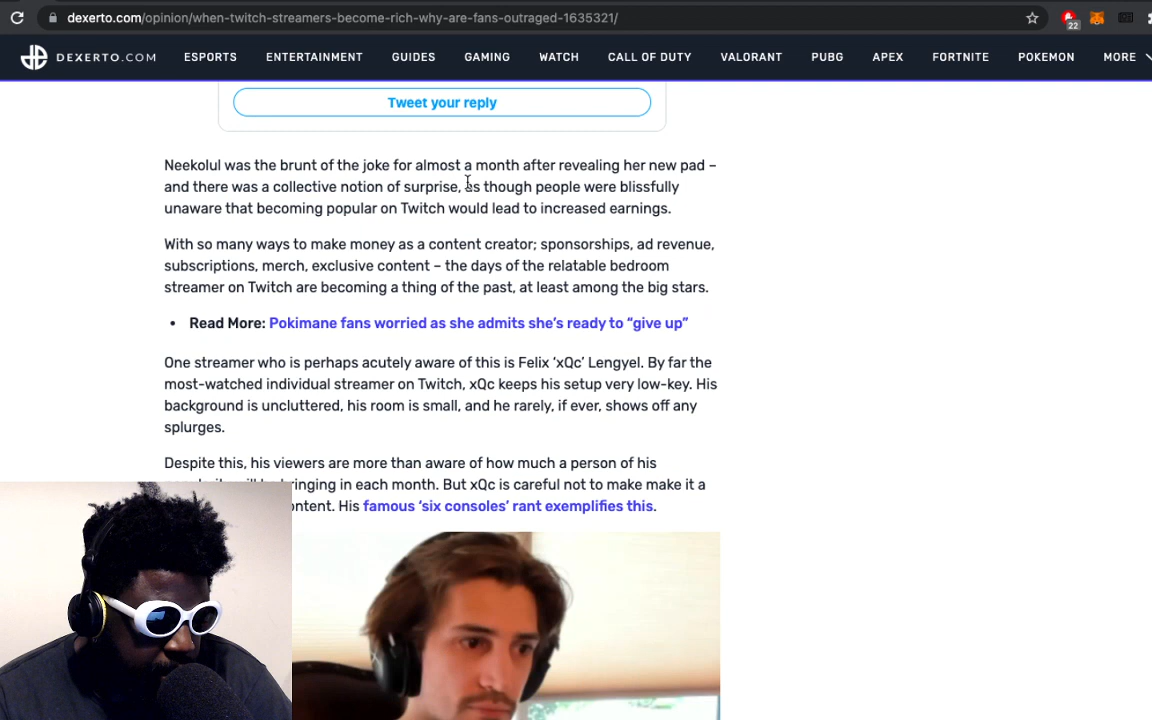 dexerto.com/opinion/when-twitch-streamers-become-rich-why-are-fans-outraged-1635321/
22
DEXERTO.COM ESPORTS ENTERTAINMENT GUIDES GAMING WATCH CALL OF DUTY VALORANT PUBG APEX FORTNITE POKEMON MORE
Tweet your reply
Neekolul was the brunt of the joke for almost a month after revealing her new pad –
and there was a collective notion of surprise, as though people were blissfully
unaware that becoming popular on Twitch would lead to increased earnings.
With so many ways to make money as a content creator; sponsorships, ad revenue,
subscriptions, merch, exclusive content – the days of the relatable bedroom
streamer on Twitch are becoming a thing of the past, at least among the big stars.
• Read More: Pokimane fans worried as she admits she's ready to “give up”
One streamer who is perhaps acutely aware of this is Felix ‘xQc’ Lengyel. By far the
most-watched individual streamer on Twitch, xQc keeps his setup very low-key. His
background is uncluttered, his room is small, and he rarely, if ever, shows off any
splurges.
Despite this, his viewers are more than aware of how much a person of his
ringing in each month. But xQc is careful not to make make it a
ntent. His famous ‘six consoles’ rant exemplifies this.